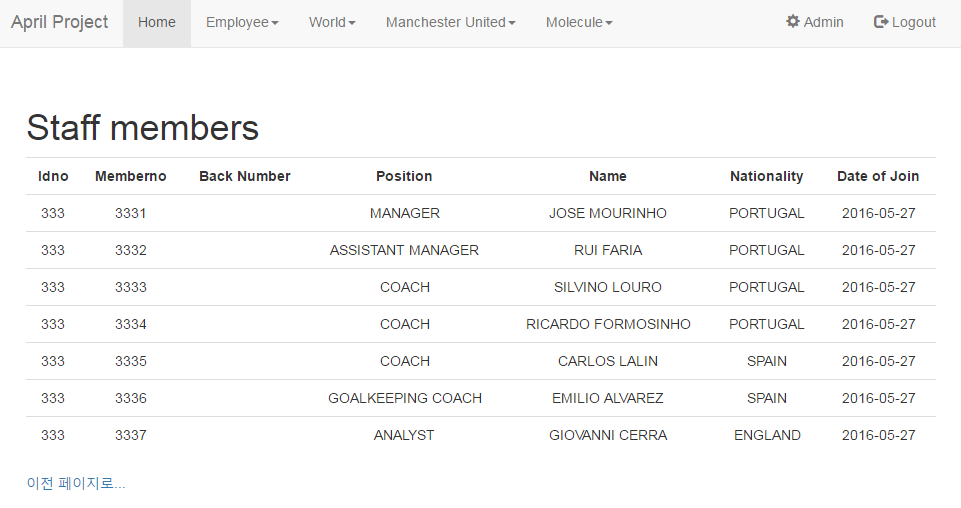 April Project Home Employee World Manchester United Molecule Admin Logout
Staff members
Idno Memberno Back Number Position Name Nationality Date of Join
333 3331 MANAGER JOSE MOURINHO PORTUGAL 2016-05-27
333 3332 ASSISTANT MANAGER RUI FARIA PORTUGAL 2016-05-27
333 3333 COACH SILVINO LOURO PORTUGAL 2016-05-27
333 3334 COACH RICARDO FORMOSINHO PORTUGAL 2016-05-27
333 3335 COACH CARLOS LALIN SPAIN 2016-05-27
333 3336 GOALKEEPING COACH EMILIO ALVAREZ SPAIN 2016-05-27
333 3337 ANALYST GIOVANNI CERRA ENGLAND 2016-05-27
이전 페이지로...